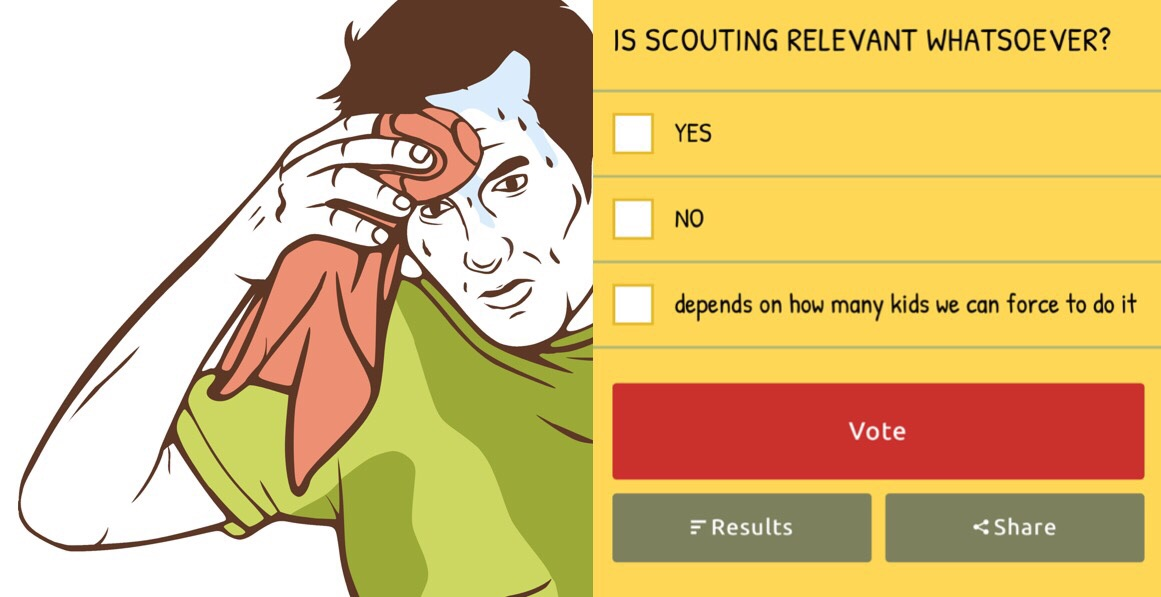 IS SCOUTING RELEVANT WHATSOEVER?
YES
NO
depends on how many kids we can force to do it
Vote
Results
Share